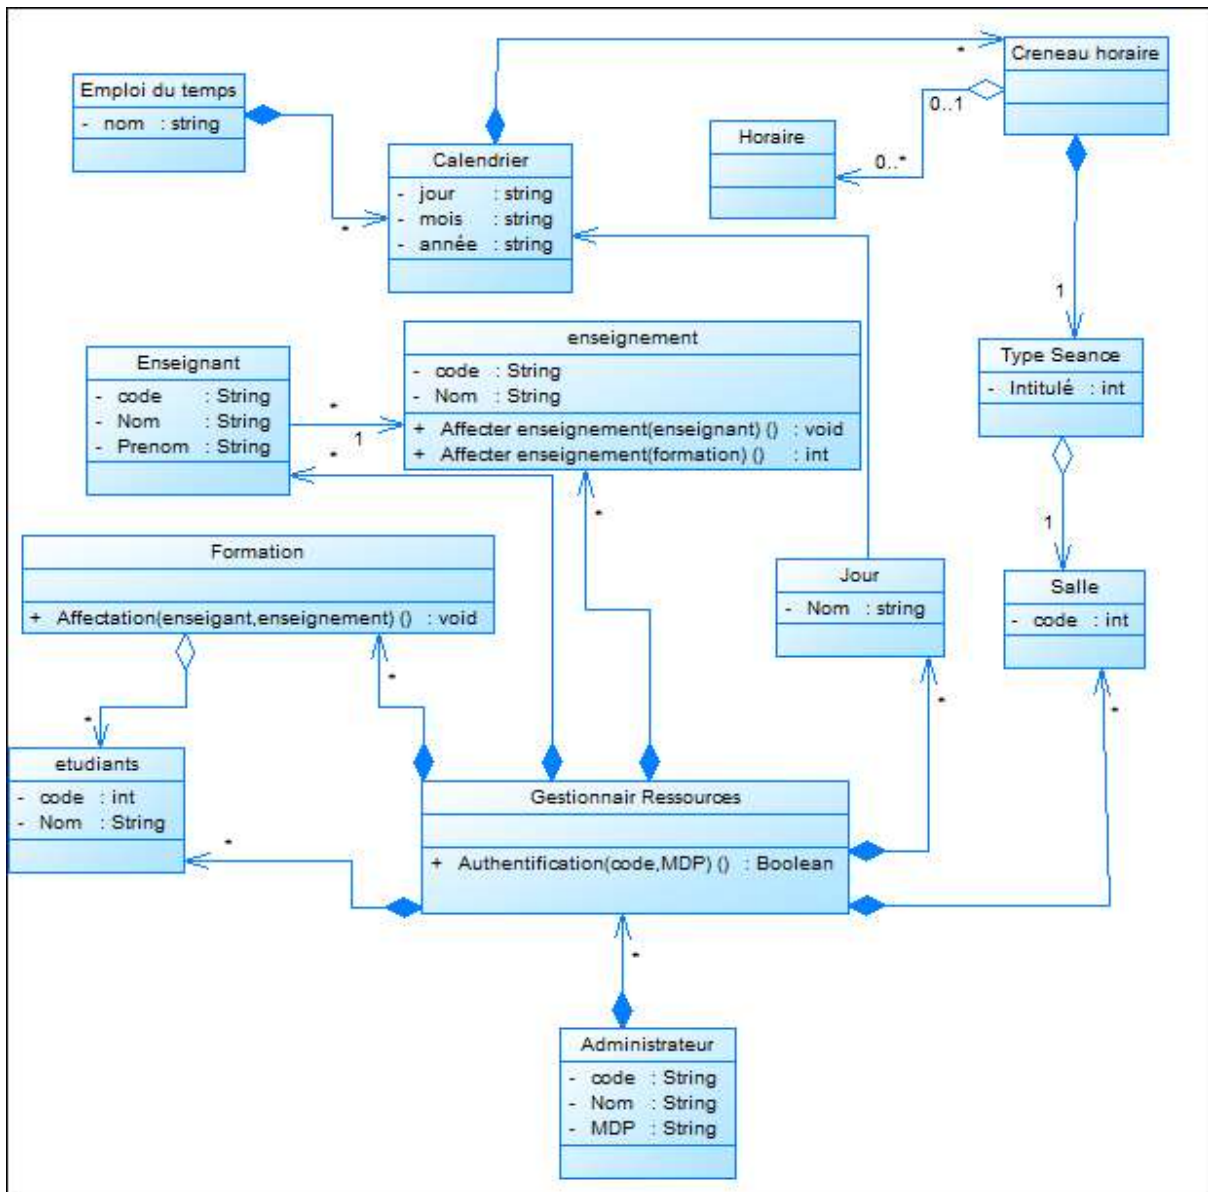 *
Creneau horaire
Emploi du temps
- nom : string
0..1
Horaire
0..*
Calendrier
- jour : string
- mois : string
- année : string
*
1
enseignement
- code : String
- Nom : String
+ Affecter enseignement(enseignant) () : void
+ Affecter enseignement(formation) () : int
Enseignant
- code : String
- Nom : String
- Prenom : String
*
1
*
Type Seance
- Intitulé : int
*
1
Formation
+ Affectation(enseigant,enseignement) () : void
Jour
- Nom : string
Salle
- code : int
*
*
*
*
etudiants
- code : int
- Nom : String
*
Gestionnair Ressources
+ Authentification(code,MDP) () : Boolean
*
Administrateur
- code : String
- Nom : String
- MDP : String